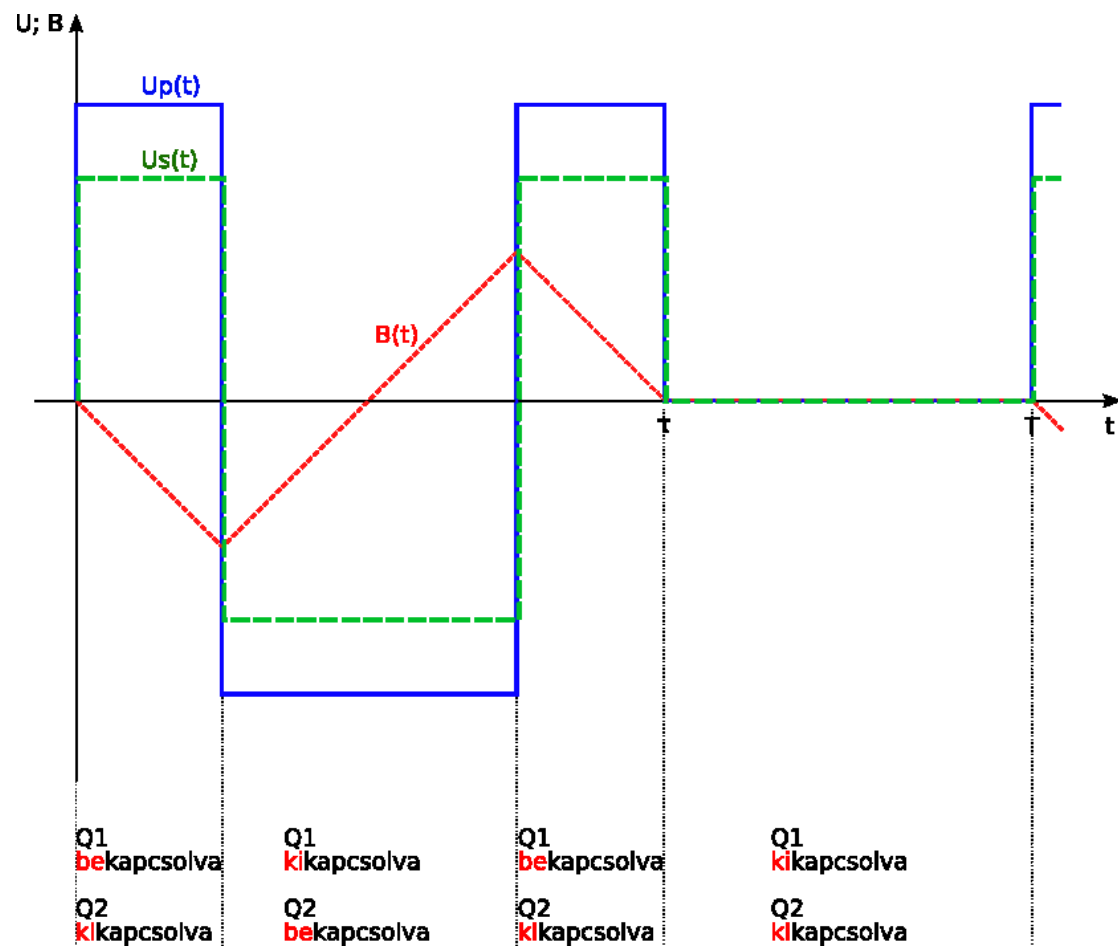 U; B
Up(t)
Us(t)
B(t)
τ
T
t
Q1
bekapcsolva
Q1
kikapcsolva
Q1
bekapcsolva
Q1
kikapcsolva
Q2
kikapcsolva
Q2
bekapcsolva
Q2
kikapcsolva
Q2
kikapcsolva